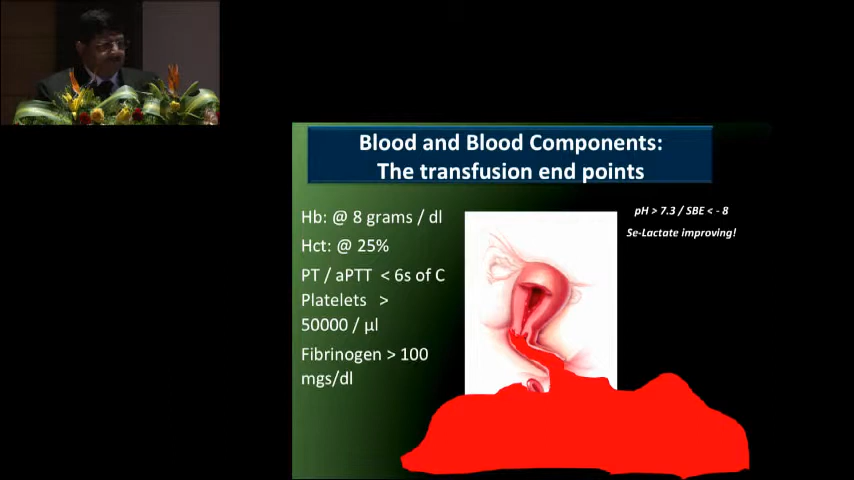 Blood and Blood Components:
The transfusion end points
Hb: @ 8 grams / dl
Hct: @ 25%
PT / aPTT < 6s of C
Platelets >
50000 / µl
Fibrinogen > 100
mgs/dl
pH > 7.3 / SBE < - 8
Se-Lactate improving!